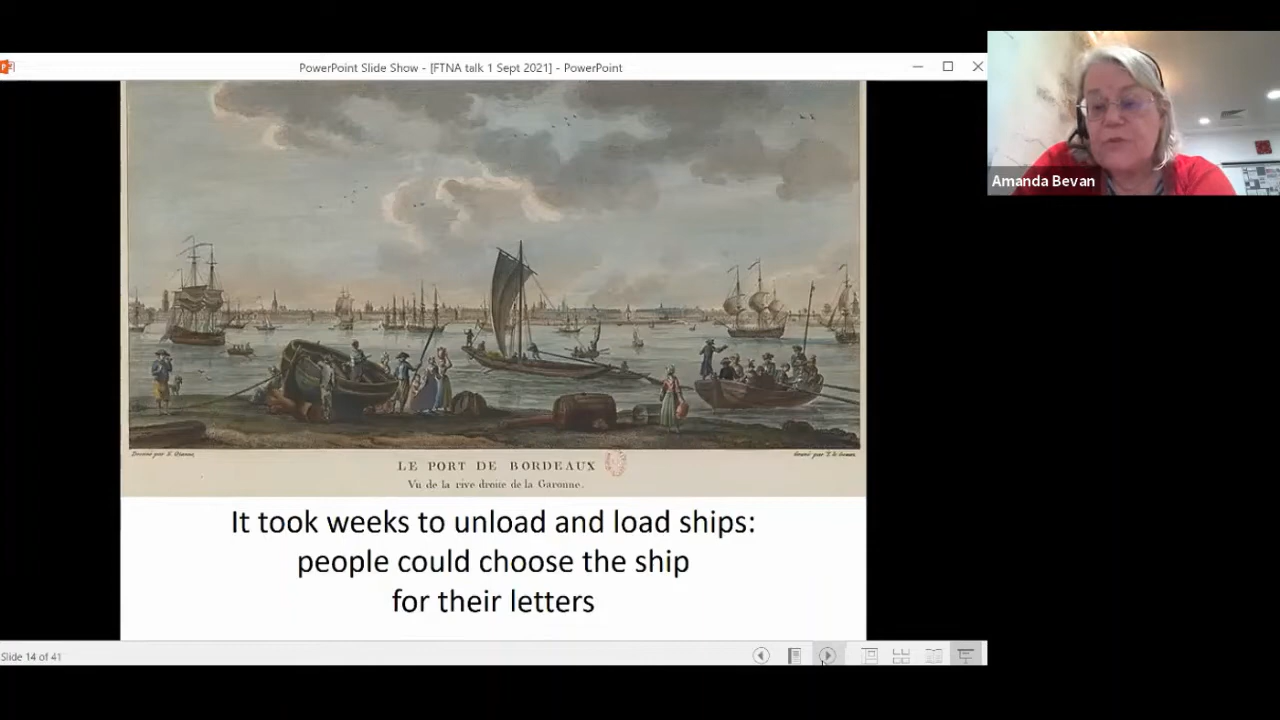 PowerPoint Slide Show - [FTNA talk 1 Sept 2021] - PowerPoint
Amanda Bevan
LE PORT DE BORDEAUX
Vu de la rive droite de la Garonne.
It took weeks to unload and load ships:
people could choose the ship
for their letters
Slide 14 of 41